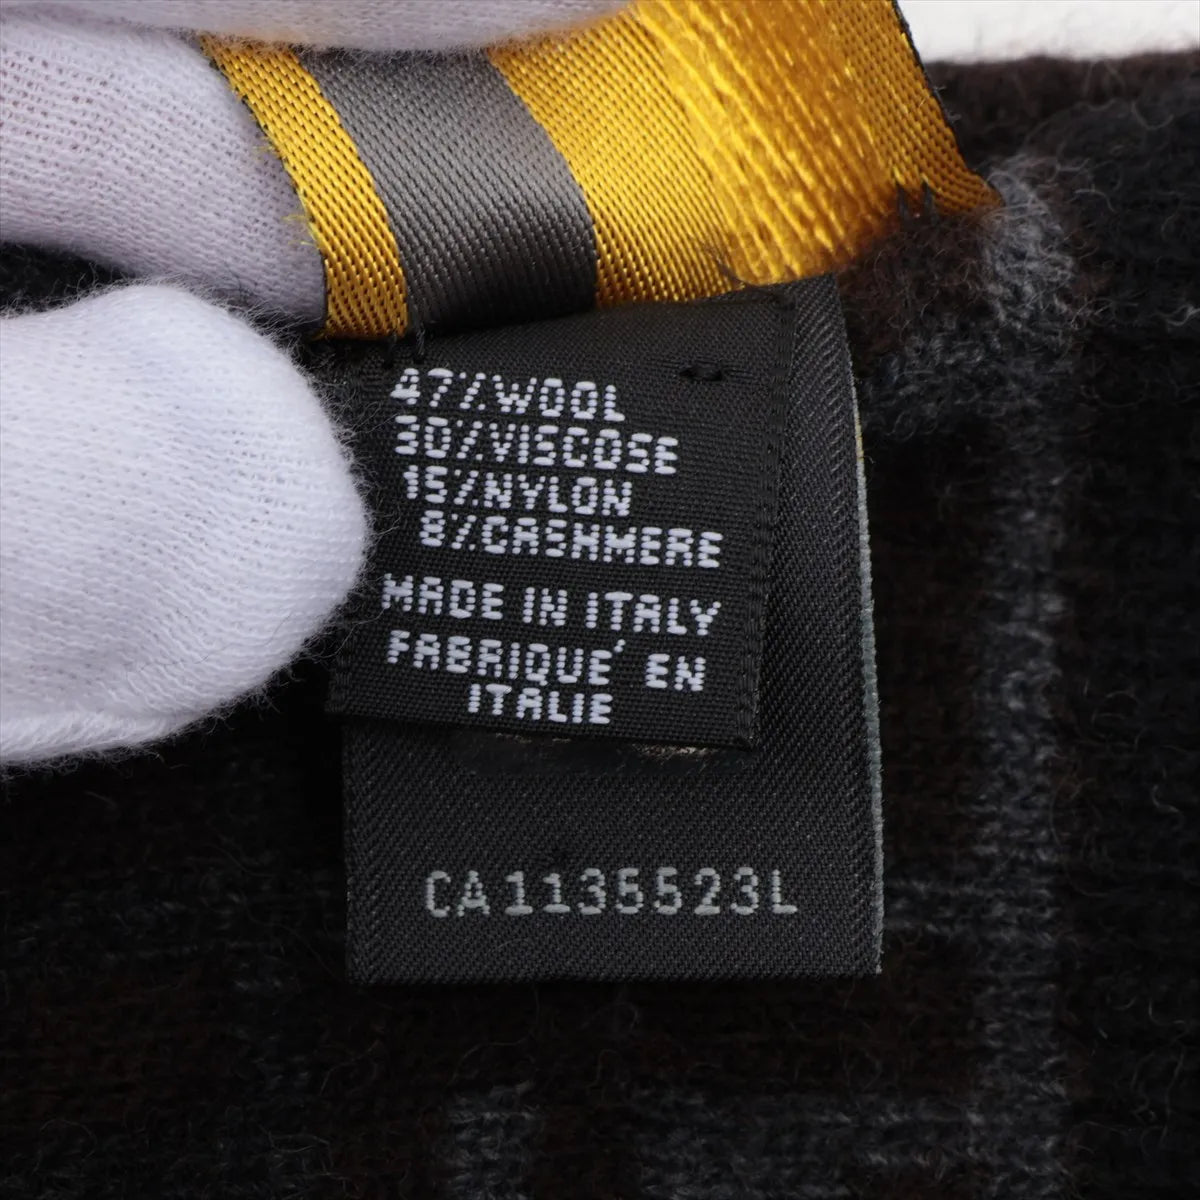 47%WOOL
30%VISCOSE
15%NYLON
8%CASHMERE
MADE IN ITALY
FABRIQUE' EN
ITALIE
CA1135523L